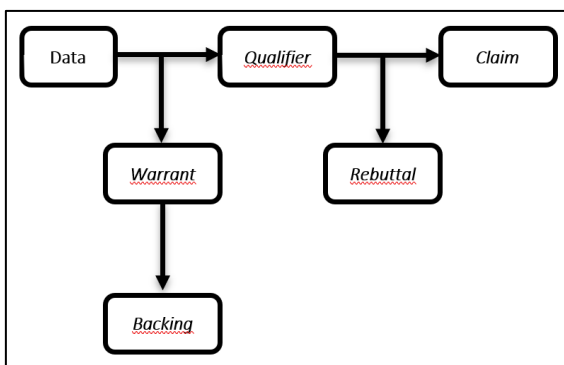 Data
Qualifier
Claim
Warrant
Rebuttal
Backing